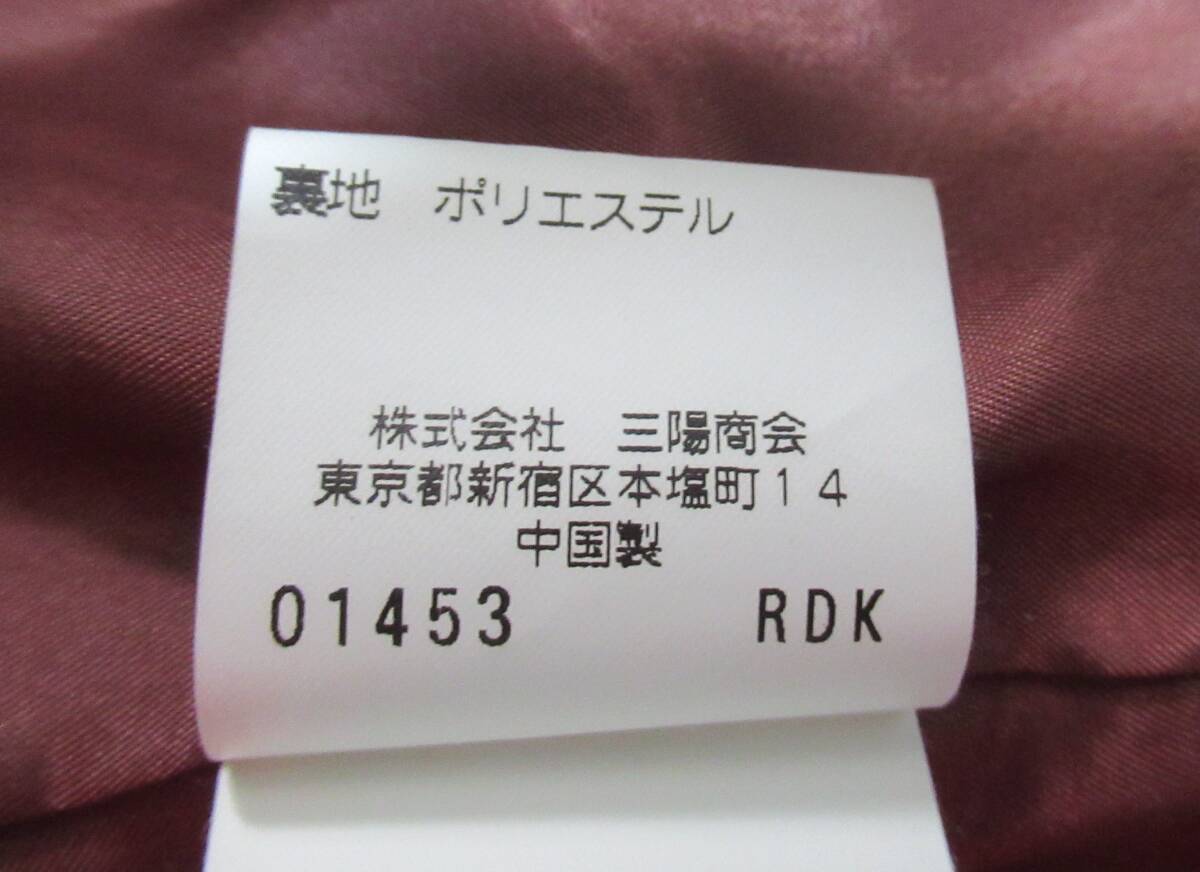 裏地　ポリエステル
株式会社　三陽商会
東京都新宿区本塩町１４
中国製
01453　RDK